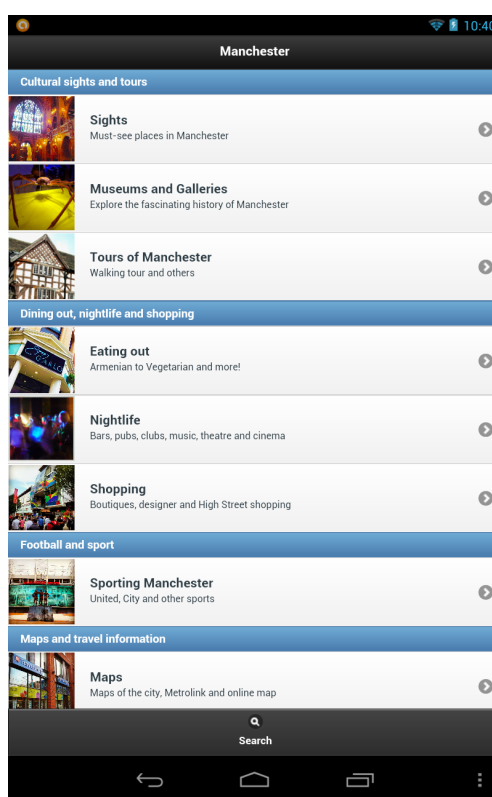 10:40
Manchester
Cultural sights and tours
Sights
Must-see places in Manchester
Museums and Galleries
Explore the fascinating history of Manchester
Tours of Manchester
Walking tour and others
Dining out, nightlife and shopping
Eating out
Armenian to Vegetarian and more!
Nightlife
Bars, pubs, clubs, music, theatre and cinema
Shopping
Boutiques, designer and High Street shopping
Football and sport
Sporting Manchester
United, City and other sports
Maps and travel information
Maps
Maps of the city, Metrolink and online map
Search